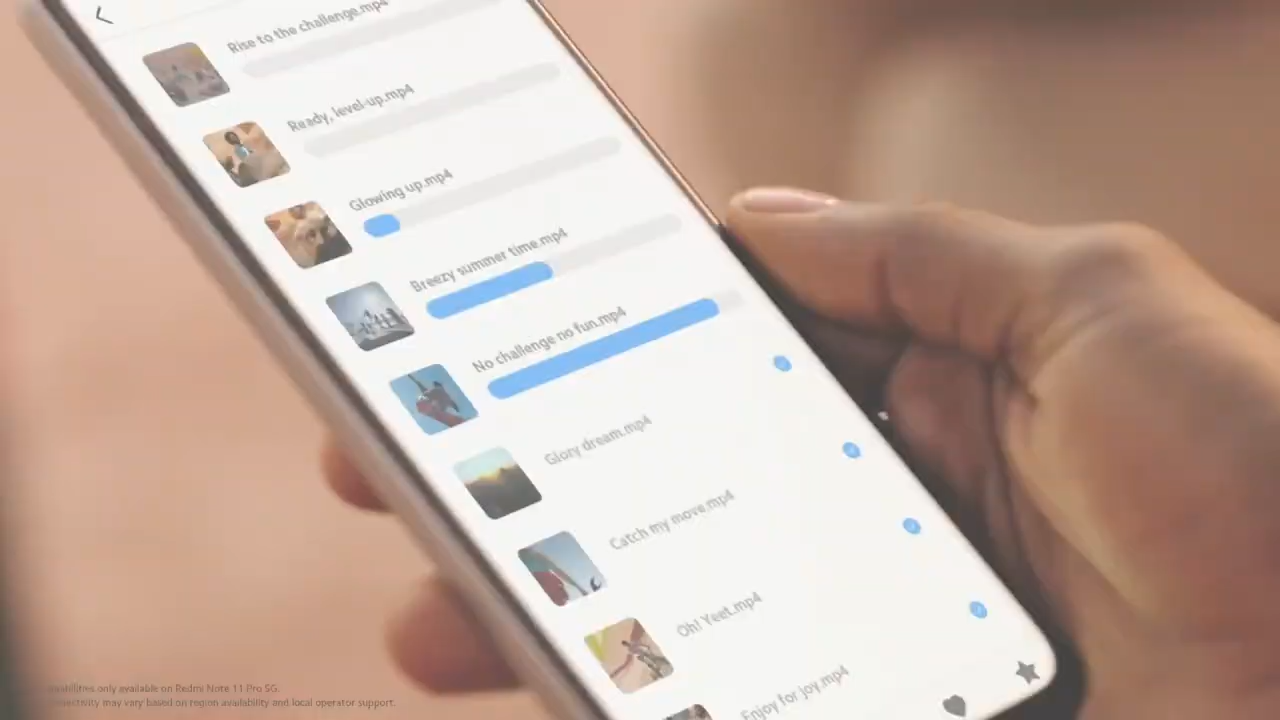 Rise to the challenge.mp4
Ready, level-up.mp4
Glowing up.mp4
Breezy summer time.mp4
No challenge no fun.mp4
Glory dream.mp4
Catch my move.mp4
Oh! Yeet.mp4
Enjoy for joy.mp4
only available on Redmi Note 11 Pro 5G.
may vary based on region availability and local operator support.